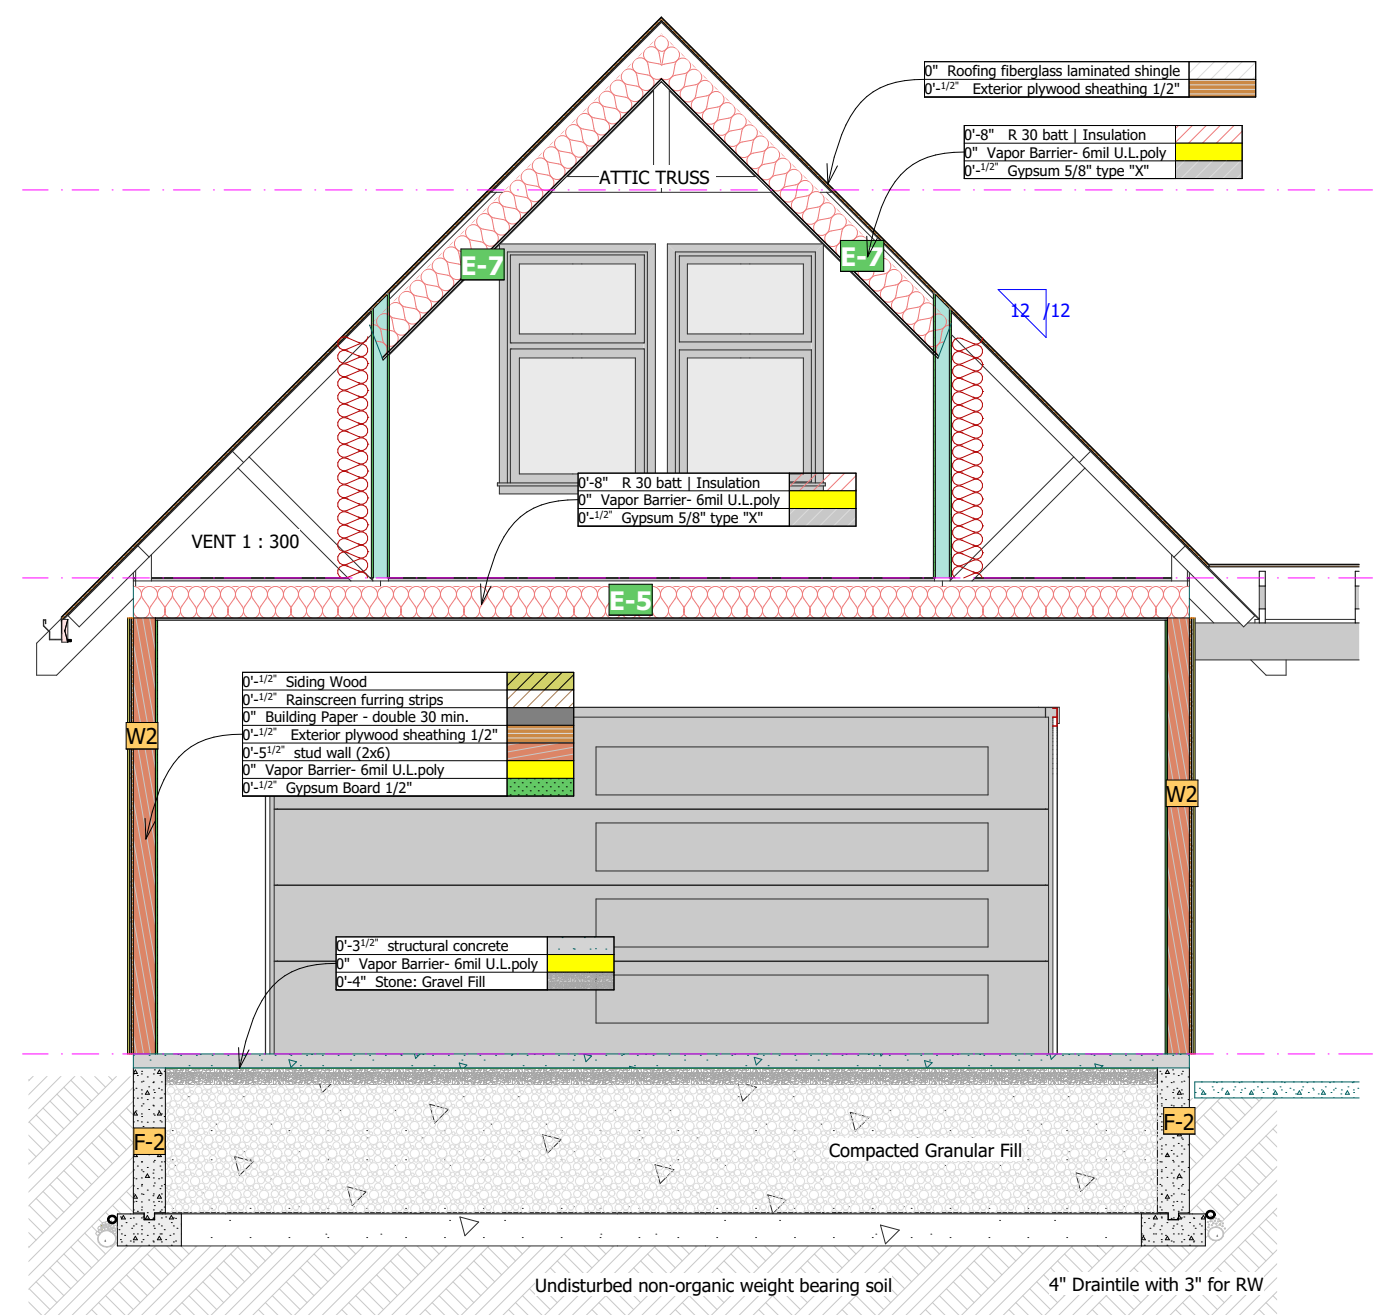 0" Roofing fiberglass laminated shingle
0'-1/2" Exterior plywood sheathing 1/2"
0'-8" R 30 batt | Insulation
0" Vapor Barrier- 6mil U.L.poly
0'-1/2" Gypsum 5/8" type "X"
ATTIC TRUSS
E-7
E-7
12 /12
0'-8" R 30 batt | Insulation
0" Vapor Barrier- 6mil U.L.poly
0'-1/2" Gypsum 5/8" type "X"
VENT 1 : 300
E-5
0'-1/2" Siding Wood
0'-1/2" Rainscreen furring strips
0" Building Paper - double 30 min.
0'-1/2" Exterior plywood sheathing 1/2"
0'-5 1/2" stud wall (2x6)
0" Vapor Barrier- 6mil U.L.poly
0'-1/2" Gypsum Board 1/2"
W2
W2
0'-3 1/2" structural concrete
0" Vapor Barrier- 6mil U.L.poly
0'-4" Stone: Gravel Fill
F-2
F-2
Compacted Granular Fill
Undisturbed non-organic weight bearing soil
4" Draintile with 3" for RW